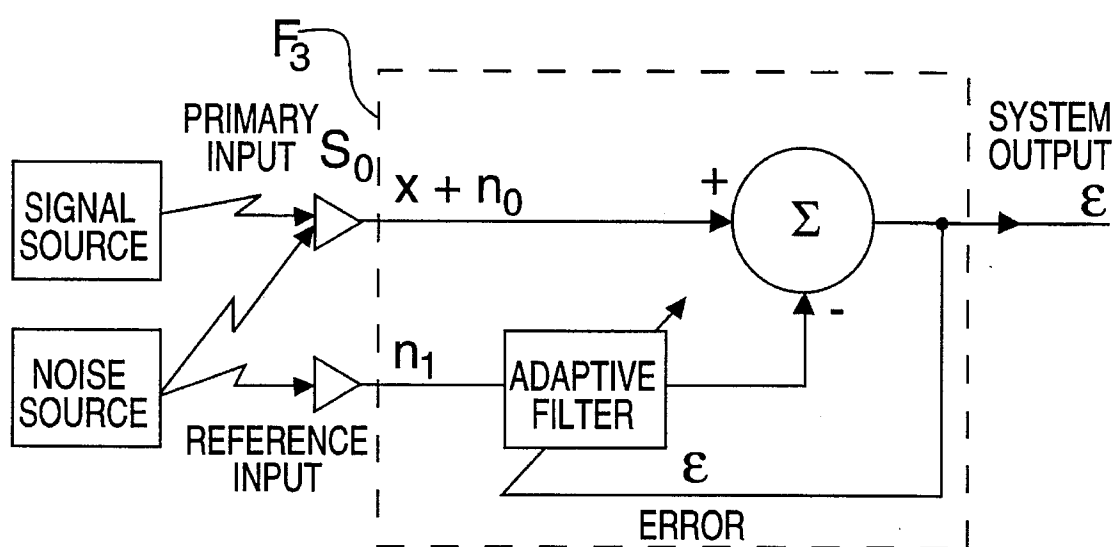 F3
PRIMARY
INPUT
S0
SIGNAL
SOURCE
x + n0
+
Σ
SYSTEM
OUTPUT
ε
NOISE
SOURCE
n1
REFERENCE
INPUT
ADAPTIVE
FILTER
-
ε
ERROR